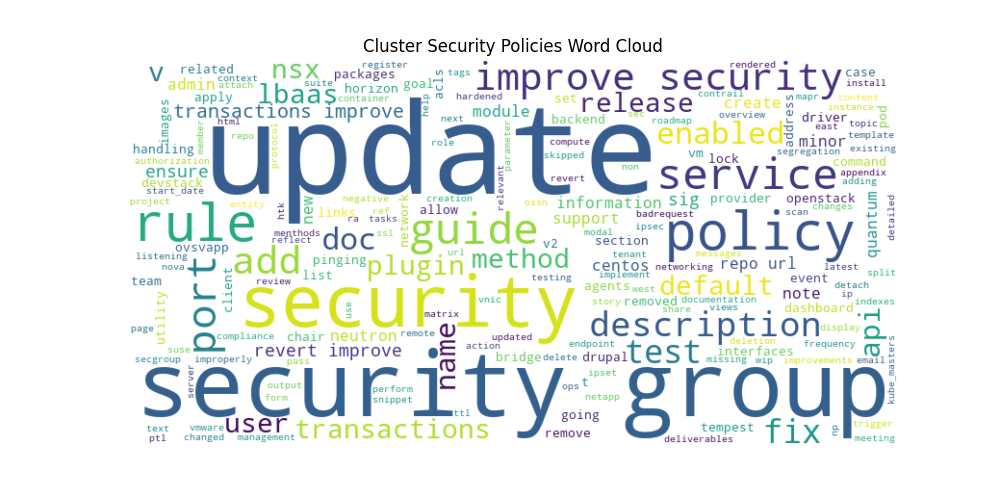 Cluster Security Policies Word Cloud
v
related
admin
context
attach
apply
nsx
suite
register
packages
lbaas
container
horizon
goal
acls
tags
hardened
improve security
rendered
case
install
images
transactions improve
help
module
next
set
release
contrail
create
overview
address
driver
mapr
content
instance
pod
handling
member
html
repo
protocol
update
role
parameter
backend
skipped
sec
roadmap
compute
enabled
minor
east
topic
template
ensure
authorization
devstack
start_date
relevant
revert
non
service
vm
lock
segregation
existing
command
appendix
adding
project
entity
htk
new
negative
links
ref
ra
tasks
creation
allow
ossn
information
support
badrequest
provider
openstack
scan
changes
quantum
detailed
rule
menthods
reflect
doc
ssl
network
guide
v2
modal
section
ipsec
tenant
policy
messages
listening
nova
ovsvapp
team
port
client
add
review
pinging
list
url
plugin
method
testing
centos
implement
agents
west
networking
repo url
removed
documentation
event
latest
split
default
note
detach
ip
indexes
utility
security
use
vnic
story
share
views
dashboard
page
compliance
chair
matrix
neutron
remote
updated
endpoint
description
deletion
display
frequency
api
secgroup
suse
improperly
revert improve
pass
name
action
bridge
delete
drupal
test
interfaces
missing
wip
improvements
email
kube_masters
server
output
form
perform
snippet
ops
t
ipset
netapp
security group
text
ptl
vmware
changed
user
management
transactions
ttl
going
remove
tempest
deliverables
fix
np
trigger
meeting